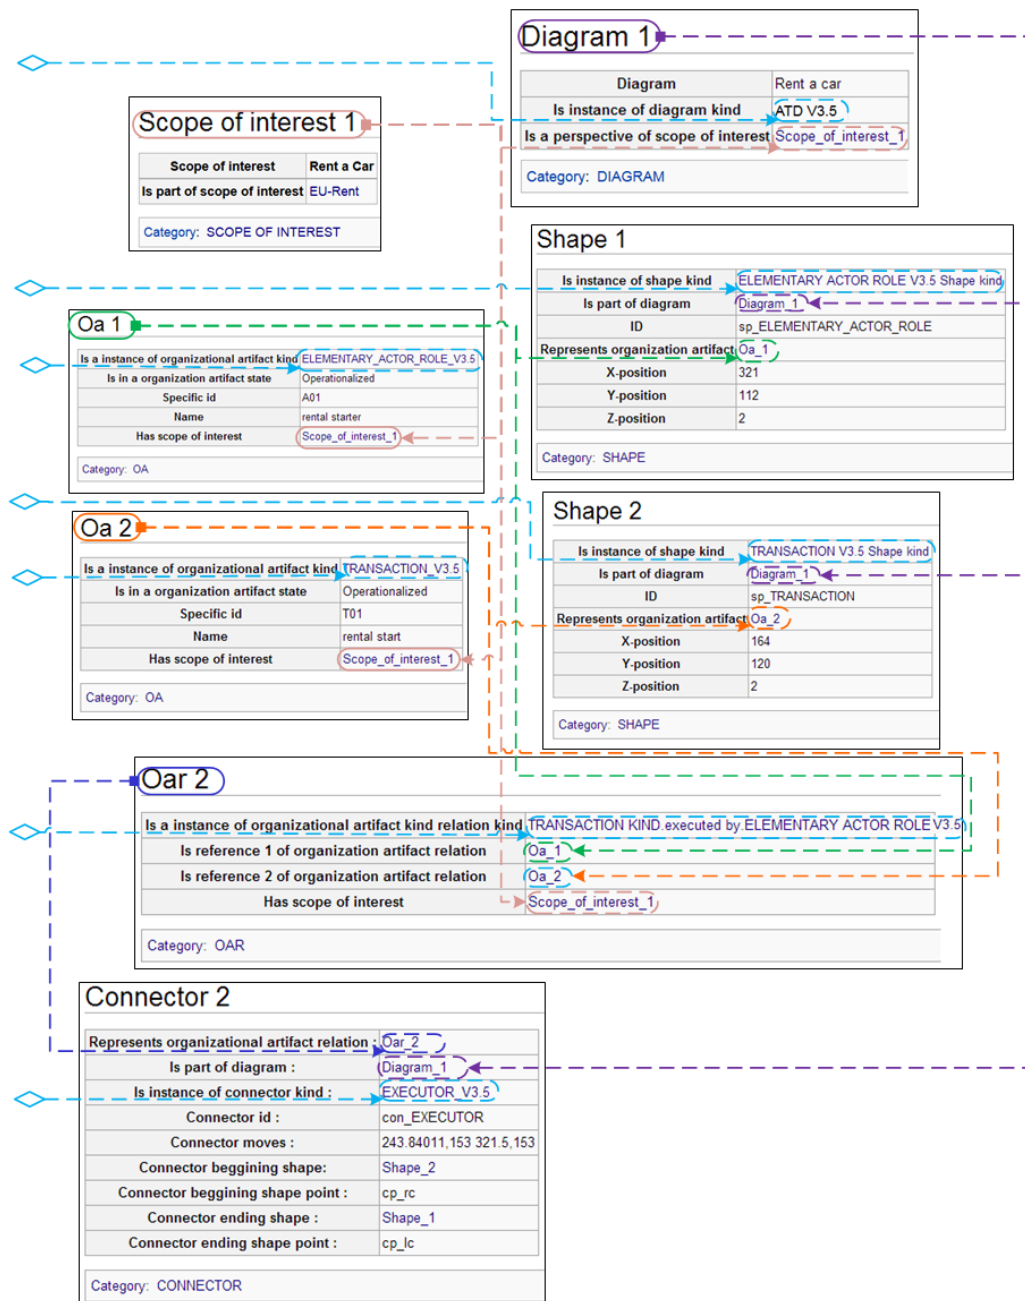 Diagram 1
Diagram Rent a car
Is instance of diagram kind ATD V3.5
Is a perspective of scope of interest Scope_of_interest_1
Category: DIAGRAM
Scope of interest 1
Scope of interest Rent a Car
Is part of scope of interest EU-Rent
Category: SCOPE OF INTEREST
Shape 1
Is instance of shape kind ELEMENTARY ACTOR ROLE V3.5 Shape kind
Is part of diagram Diagram_1
ID sp_ELEMENTARY_ACTOR_ROLE
Represents organization artifact Oa_1
X-position 321
Y-position 112
Z-position 2
Category: SHAPE
Oa 1
Is a instance of organizational artifact kind ELEMENTARY_ACTOR_ROLE_V3.5
Is in a organization artifact state Operationalized
Specific id A01
Name rental starter
Has scope of interest Scope_of_interest_1
Category: OA
Shape 2
Is instance of shape kind TRANSACTION V3.5 Shape kind
Is part of diagram Diagram_1
ID sp_TRANSACTION
Represents organization artifact Oa_2
X-position 164
Y-position 120
Z-position 2
Category: SHAPE
Oa 2
Is a instance of organizational artifact kind TRANSACTION_V3.5
Is in a organization artifact state Operationalized
Specific id T01
Name rental start
Has scope of interest Scope_of_interest_1
Category: OA
Oar 2
Is a instance of organizational artifact kind relation kind TRANSACTION KIND.executed by.ELEMENTARY ACTOR ROLE V3.5
Is reference 1 of organization artifact relation Oa_1
Is reference 2 of organization artifact relation Oa_2
Has scope of interest Scope_of_interest_1
Category: OAR
Connector 2
Represents organizational artifact relation : Oar_2
Is part of diagram : Diagram_1
Is instance of connector kind : EXECUTOR_V3.5
Connector id : con_EXECUTOR
Connector moves : 243.84011,153 321.5,153
Connector beggining shape: Shape_2
Connector beggining shape point : cp_rc
Connector ending shape : Shape_1
Connector ending shape point : cp_lc
Category: CONNECTOR